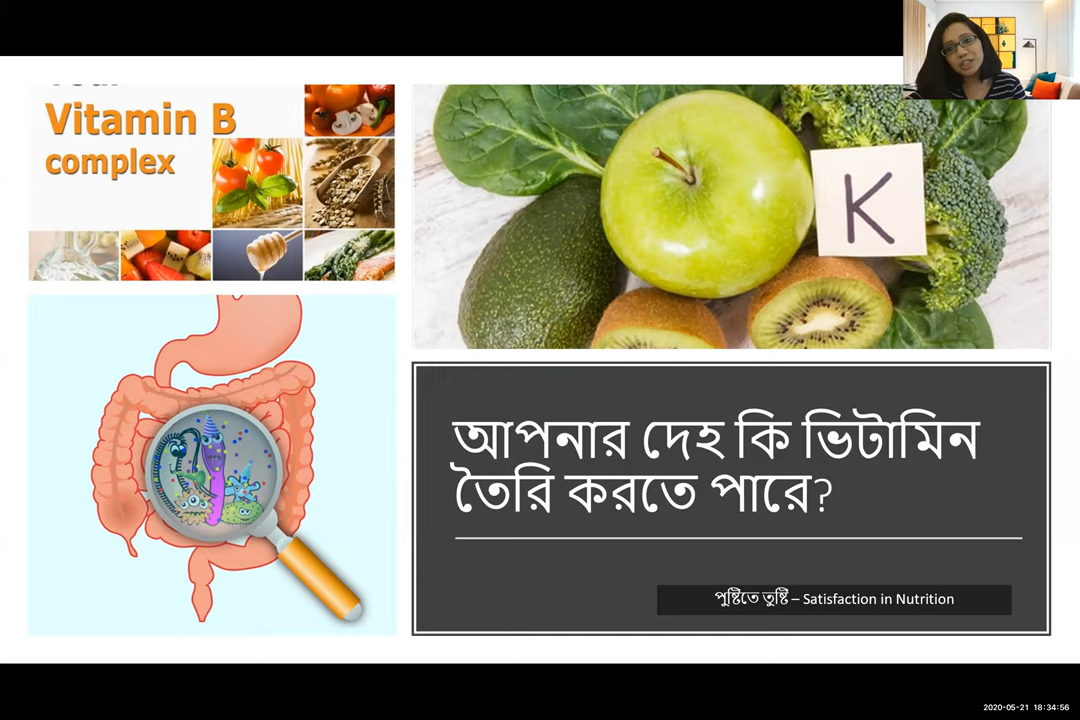 Vitamin B
complex
K
আপনার দেহ কি ভিটামিন
তৈরি করতে পারে?
পুষ্টিতে তুষ্টি – Satisfaction in Nutrition
2020-05-21 18:34:56